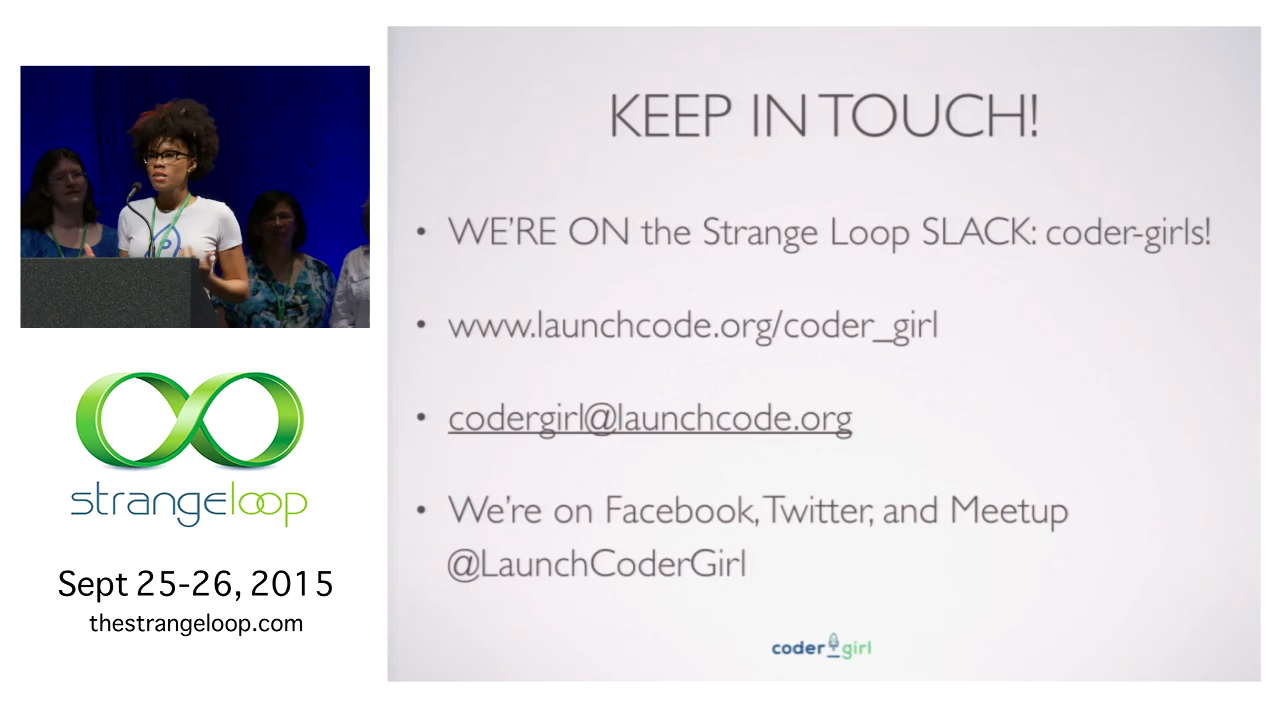 KEEP IN TOUCH!
• WE'RE ON the Strange Loop SLACK: coder-girls!
• www.launchcode.org/coder_girl
• codergirl@launchcode.org
• We're on Facebook, Twitter, and Meetup
@LaunchCoderGirl
coder girl
strangeloop
Sept 25-26, 2015
thestrangeloop.com